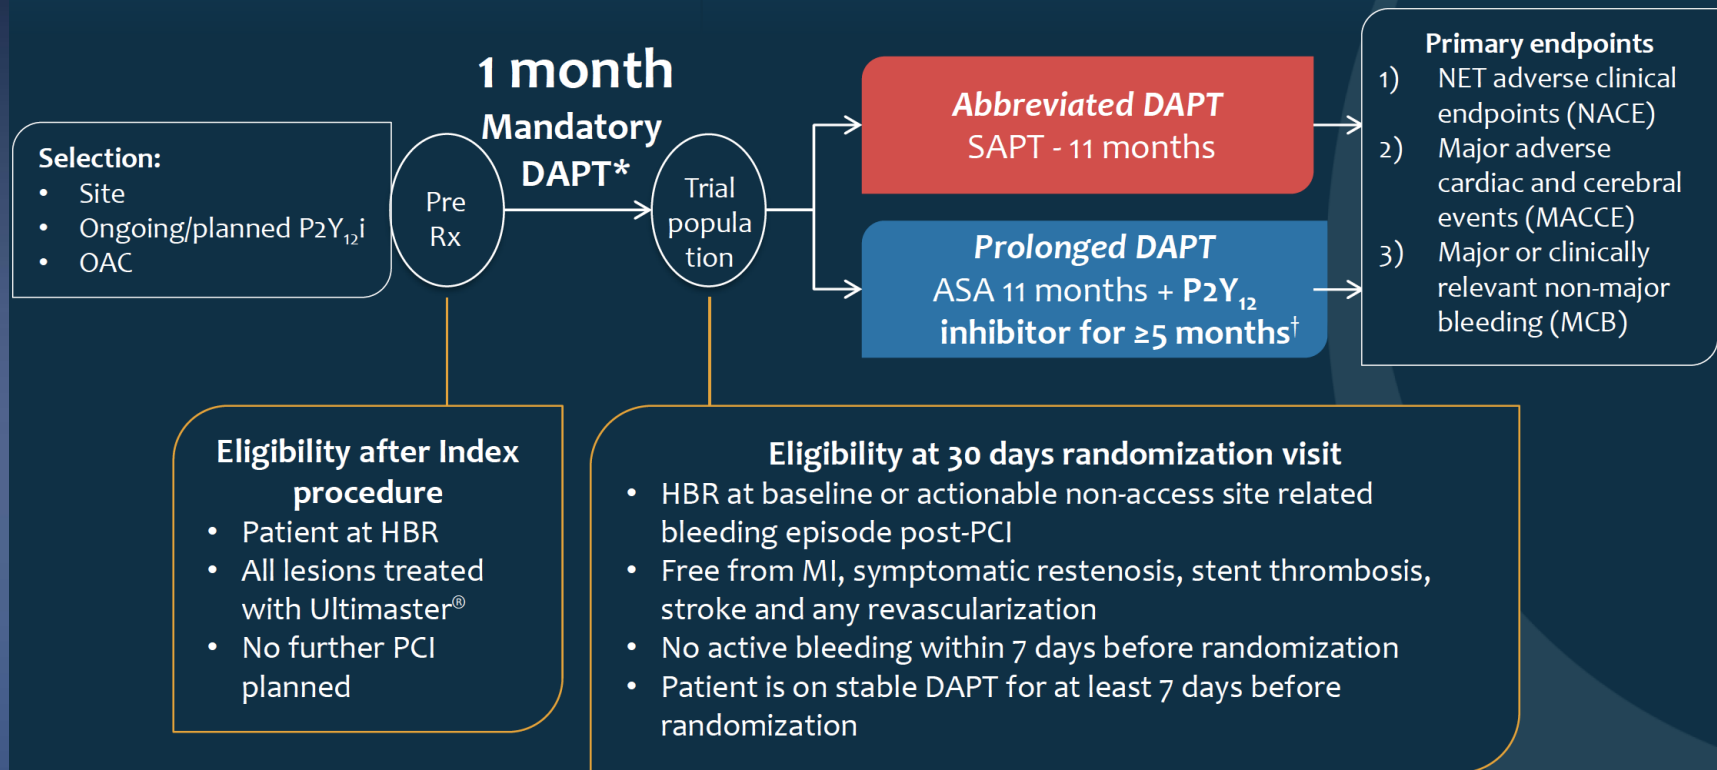 Selection:
• Site
• Ongoing/planned P2Y₁₂i
• OAC
Pre
Rx
1 month
Mandatory
DAPT*
Trial
popula
tion
Abbreviated DAPT
SAPT - 11 months
Prolonged DAPT
ASA 11 months + P2Y₁₂
inhibitor for ≥5 months†
Primary endpoints
1) NET adverse clinical
endpoints (NACE)
2) Major adverse
cardiac and cerebral
events (MACCE)
3) Major or clinically
relevant non-major
bleeding (MCB)
Eligibility after Index
procedure
• Patient at HBR
• All lesions treated
with Ultimaster®
• No further PCI
planned
Eligibility at 30 days randomization visit
• HBR at baseline or actionable non-access site related
bleeding episode post-PCI
• Free from MI, symptomatic restenosis, stent thrombosis,
stroke and any revascularization
• No active bleeding within 7 days before randomization
• Patient is on stable DAPT for at least 7 days before
randomization